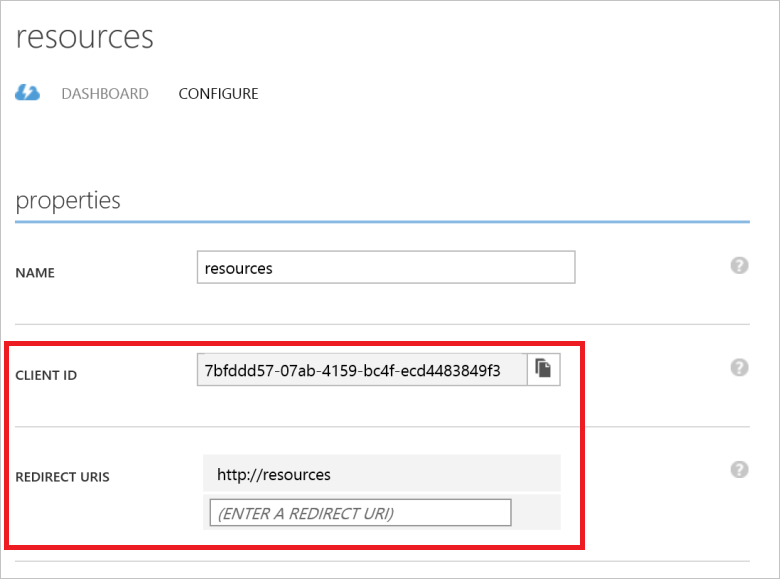 resources
DASHBOARD CONFIGURE
properties
NAME resources ?
CLIENT ID 7bfddd57-07ab-4159-bc4f-ecd4483849f3 ?
REDIRECT URIS http://resources ?
(ENTER A REDIRECT URI)